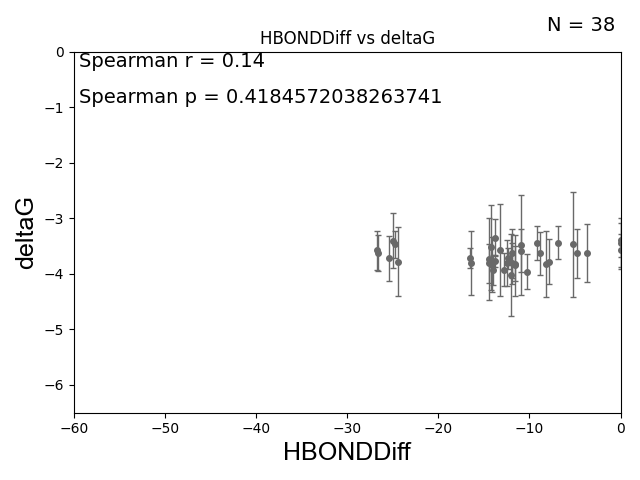 N = 38
HBONDDiff vs deltaG
Spearman r = 0.14
Spearman p = 0.4184572038263741
0
−1
−2
−3
−4
−5
−6
deltaG
−60
−50
−40
−30
−20
−10
0
HBONDDiff